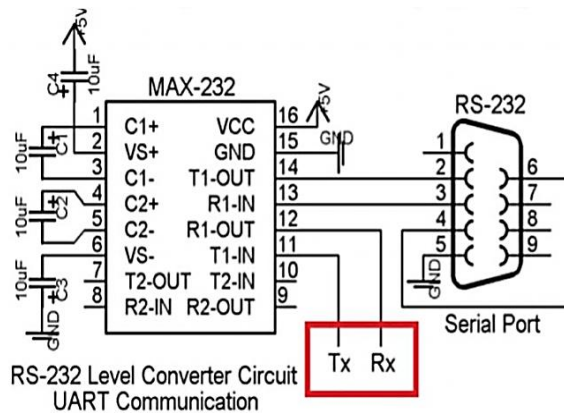 +5V
C4
10uF
MAX-232
RS-232
1 C1+ VCC 16 +5V
2 VS+ GND 15 GND
3 C1- T1-OUT 14
4 C2+ R1-IN 13
5 C2- R1-OUT 12
6 VS- T1-IN 11
7 T2-OUT T2-IN 10
8 R2-IN R2-OUT 9
10uF + C1
10uF + C2
10uF C3 +
GND
1
2 6
3 7
4 8
5 9
GND
Serial Port
Tx Rx
RS-232 Level Converter Circuit
UART Communication